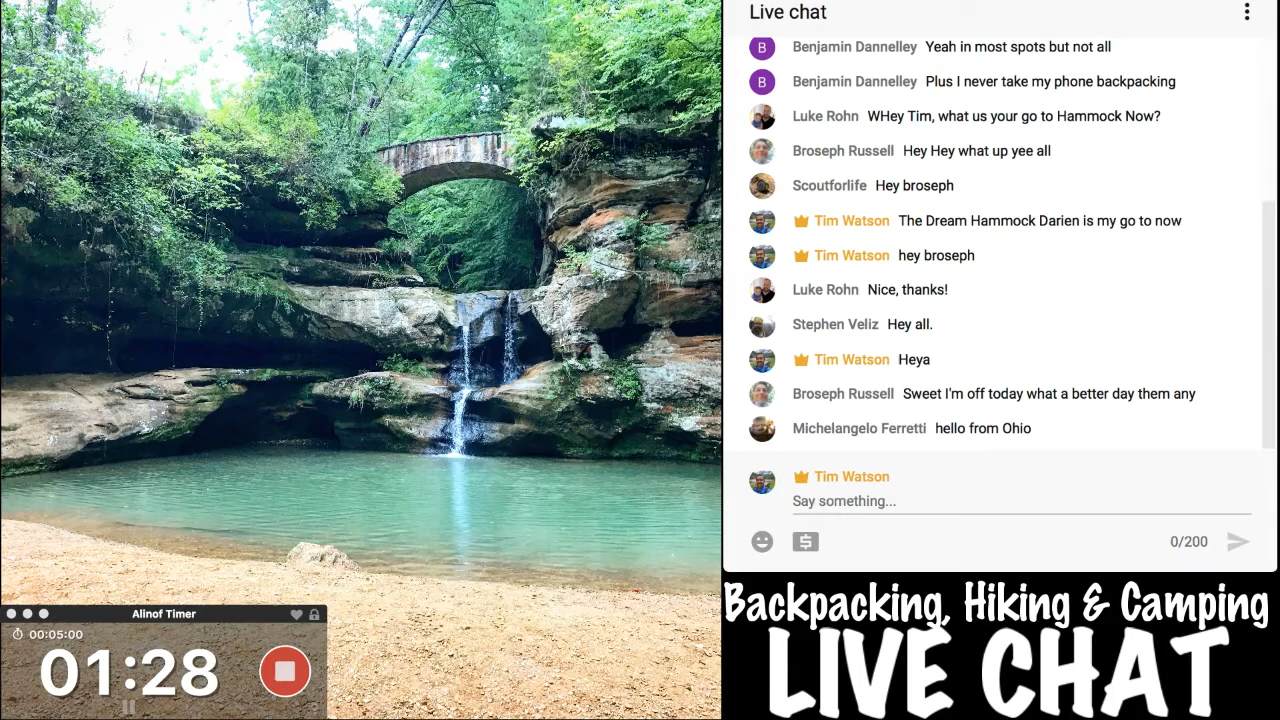 Live chat
B Benjamin Dannelley Yeah in most spots but not all
B Benjamin Dannelley Plus I never take my phone backpacking
Luke Rohn WHey Tim, what us your go to Hammock Now?
Broseph Russell Hey Hey what up yee all
Scoutforlife Hey broseph
Tim Watson The Dream Hammock Darien is my go to now
Tim Watson hey broseph
Luke Rohn Nice, thanks!
Stephen Veliz Hey all.
Tim Watson Heya
Broseph Russell Sweet I'm off today what a better day them any
Michelangelo Ferretti hello from Ohio
Tim Watson
Say something...
0/200
Alinof Timer
00:05:00
01:28
Backpacking, Hiking & Camping
LIVE CHAT